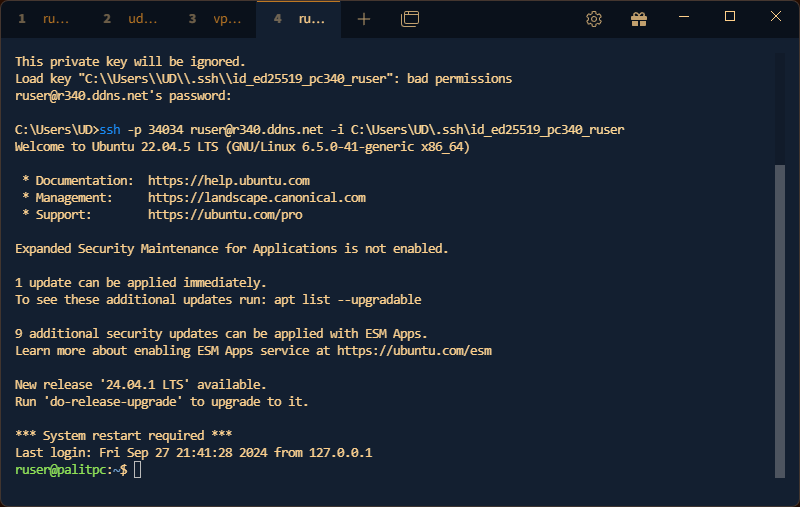 1 ru...
2 ud...
3 vp...
4 ru...
This private key will be ignored.
Load key "C:\\Users\\UD\\.ssh\\id_ed25519_pc340_ruser": bad permissions
ruser@r340.ddns.net's password:
C:\Users\UD>ssh -p 34034 ruser@r340.ddns.net -i C:\Users\UD\.ssh\id_ed25519_pc340_ruser
Welcome to Ubuntu 22.04.5 LTS (GNU/Linux 6.5.0-41-generic x86_64)
* Documentation:  https://help.ubuntu.com
* Management:     https://landscape.canonical.com
* Support:        https://ubuntu.com/pro
Expanded Security Maintenance for Applications is not enabled.
1 update can be applied immediately.
To see these additional updates run: apt list --upgradable
9 additional security updates can be applied with ESM Apps.
Learn more about enabling ESM Apps service at https://ubuntu.com/esm
New release '24.04.1 LTS' available.
Run 'do-release-upgrade' to upgrade to it.
*** System restart required ***
Last login: Fri Sep 27 21:41:28 2024 from 127.0.0.1
ruser@palitpc:~$